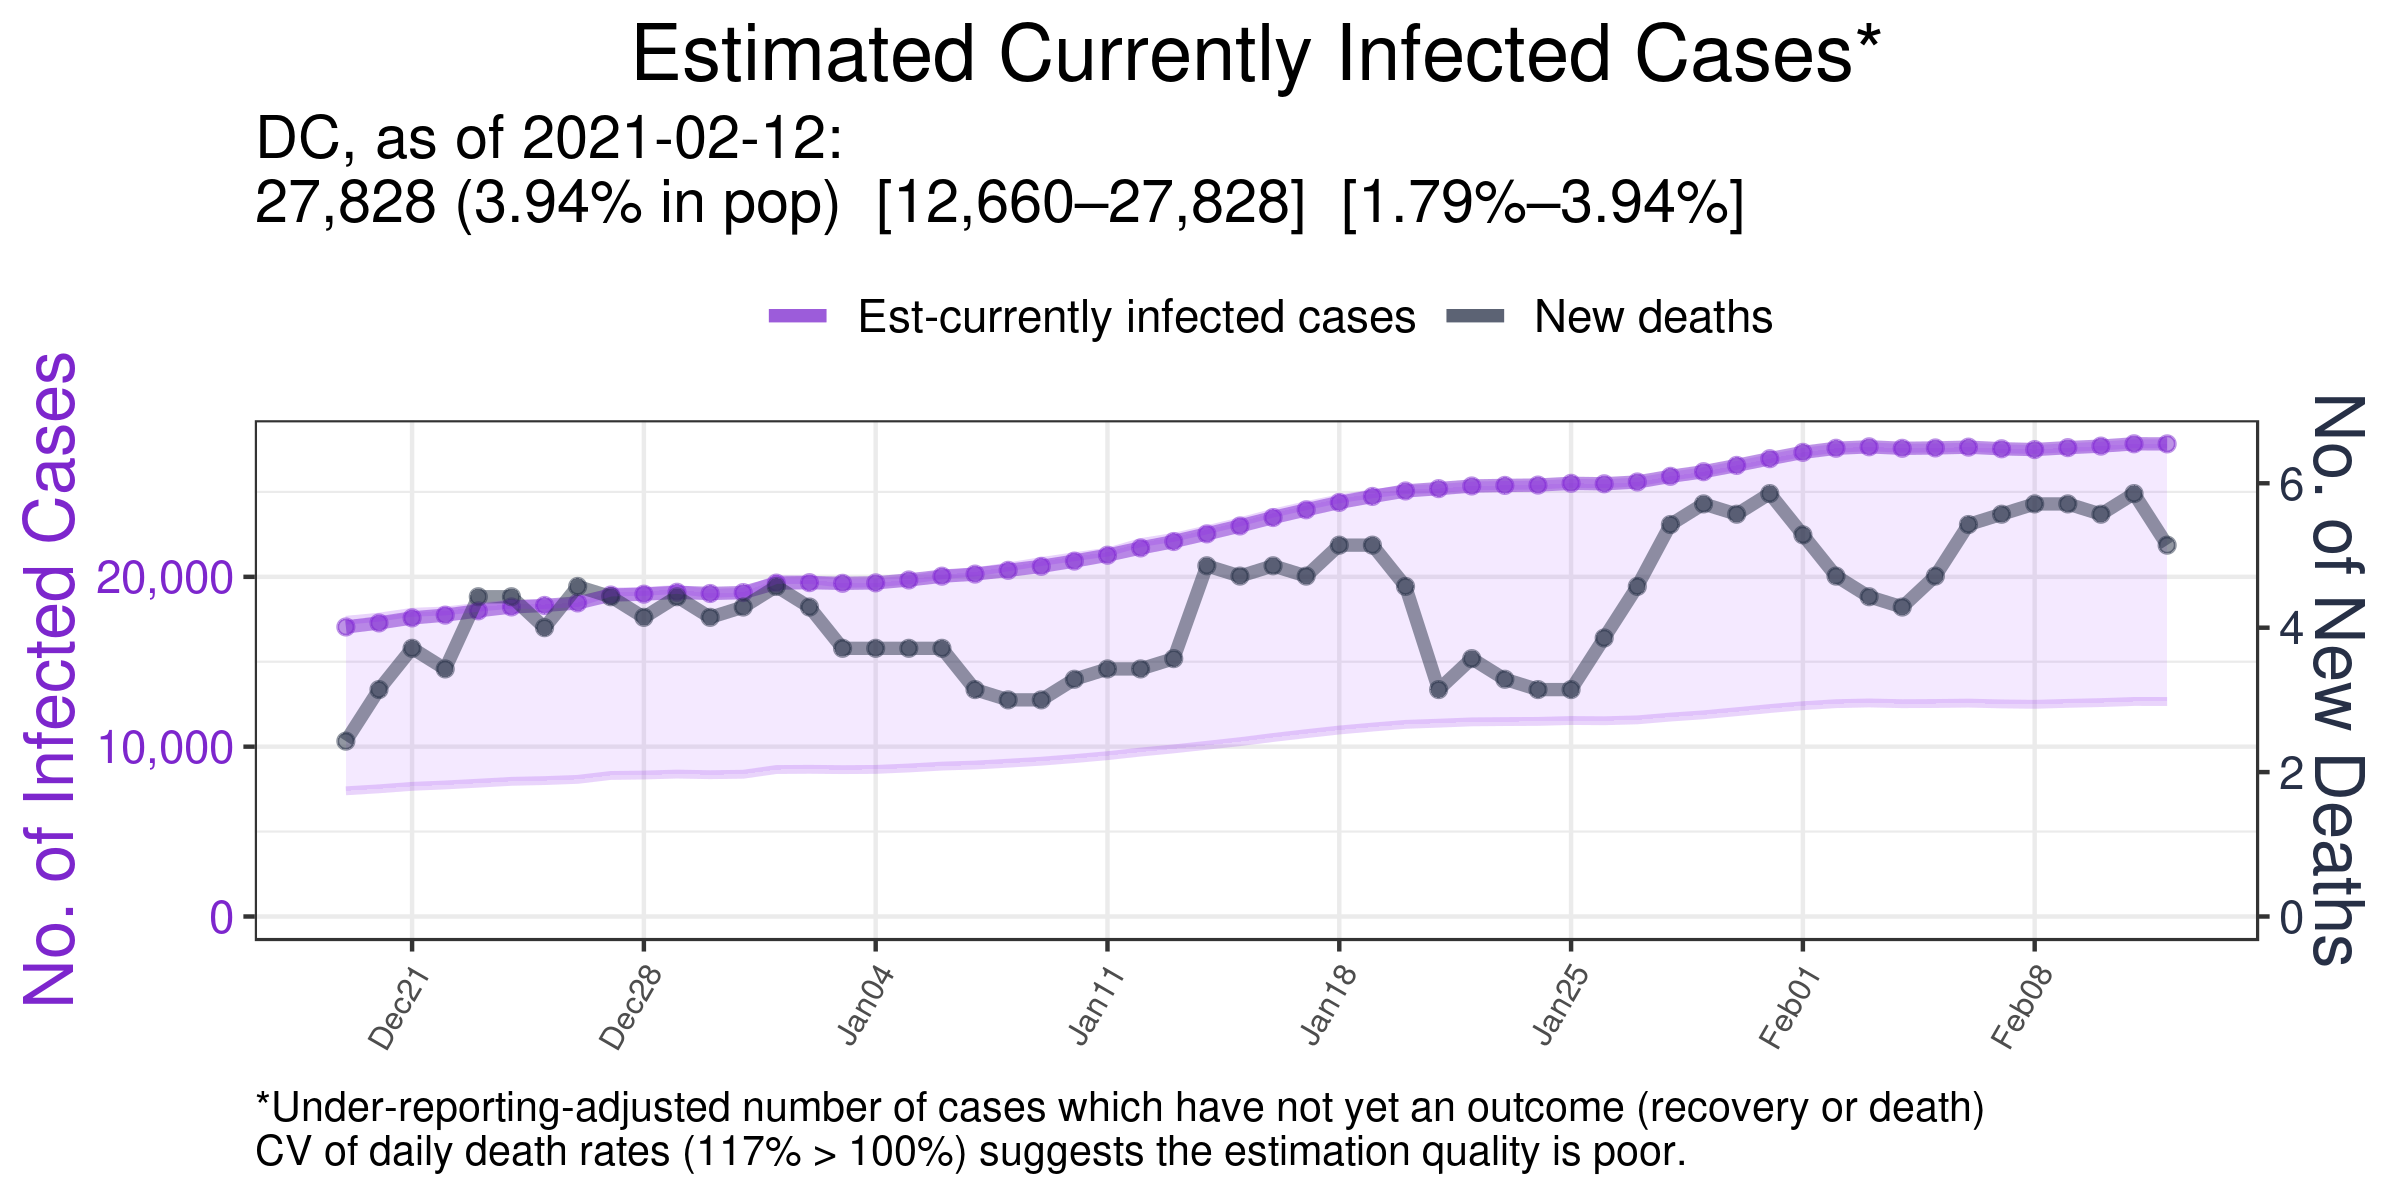 Estimated Currently Infected Cases*
DC, as of 2021-02-12:
27,828 (3.94% in pop)  [12,660–27,828]  [1.79%–3.94%]
Est-currently infected cases
New deaths
No. of Infected Cases
20,000
10,000
0
6
4
2
0
No. of New Deaths
Dec21
Dec28
Jan04
Jan11
Jan18
Jan25
Feb01
Feb08
*Under-reporting-adjusted number of cases which have not yet an outcome (recovery or death)
CV of daily death rates (117% > 100%) suggests the estimation quality is poor.